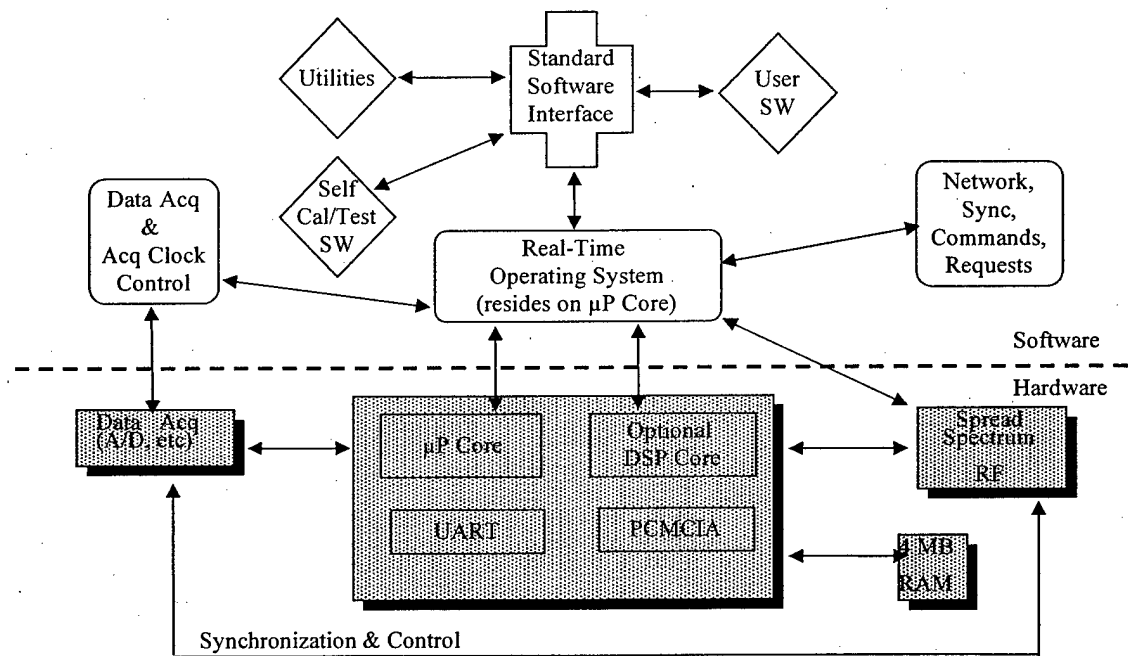 Utilities
Standard
Software
Interface
User
SW
Self
Cal/Test
SW
Data Acq
&
Acq Clock
Control
Real-Time
Operating System
(resides on µP Core)
Network,
Sync,
Commands,
Requests
Software
Hardware
Data Acq
(A/D, etc)
µP Core
Optional
DSP Core
UART
PCMCIA
Spread
Spectrum
RF
4 MB
RAM
Synchronization & Control